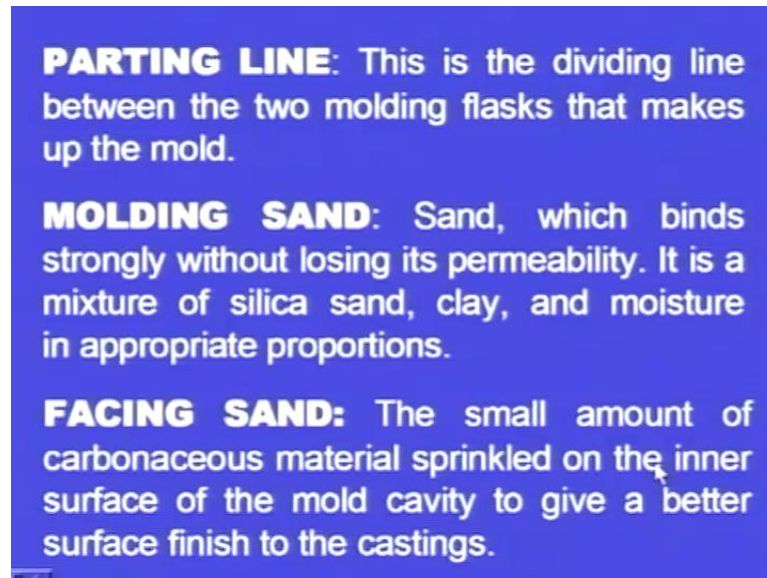 PARTING LINE: This is the dividing line
between the two molding flasks that makes
up the mold.
MOLDING SAND: Sand, which binds
strongly without losing its permeability. It is a
mixture of silica sand, clay, and moisture
in appropriate proportions.
FACING SAND: The small amount of
carbonaceous material sprinkled on the inner
surface of the mold cavity to give a better
surface finish to the castings.